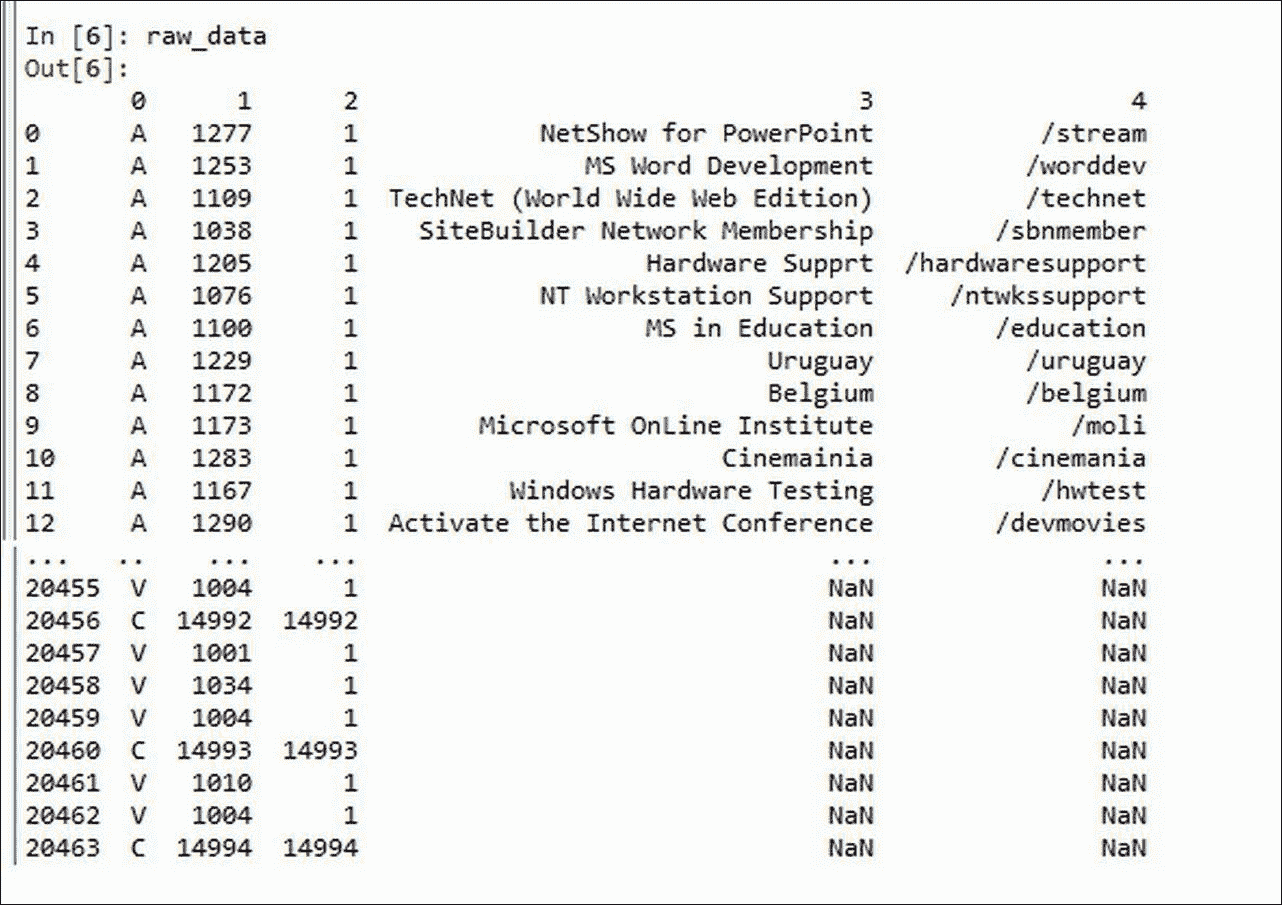 In [6]: raw_data
Out[6]:
0 1 2 3 4
0 A 1277 1 NetShow for PowerPoint /stream
1 A 1253 1 MS Word Development /worddev
2 A 1109 1 TechNet (World Wide Web Edition) /technet
3 A 1038 1 SiteBuilder Network Membership /sbnmember
4 A 1205 1 Hardware Supprt /hardwaresupport
5 A 1076 1 NT Workstation Support /ntwkssupport
6 A 1100 1 MS in Education /education
7 A 1229 1 Uruguay /uruguay
8 A 1172 1 Belgium /belgium
9 A 1173 1 Microsoft OnLine Institute /moli
10 A 1283 1 Cinemainia /cinemania
11 A 1167 1 Windows Hardware Testing /hwtest
12 A 1290 1 Activate the Internet Conference /devmovies
... .. ... ... ... ...
20455 V 1004 1 NaN NaN
20456 C 14992 14992 NaN NaN
20457 V 1001 1 NaN NaN
20458 V 1034 1 NaN NaN
20459 V 1004 1 NaN NaN
20460 C 14993 14993 NaN NaN
20461 V 1010 1 NaN NaN
20462 V 1004 1 NaN NaN
20463 C 14994 14994 NaN NaN